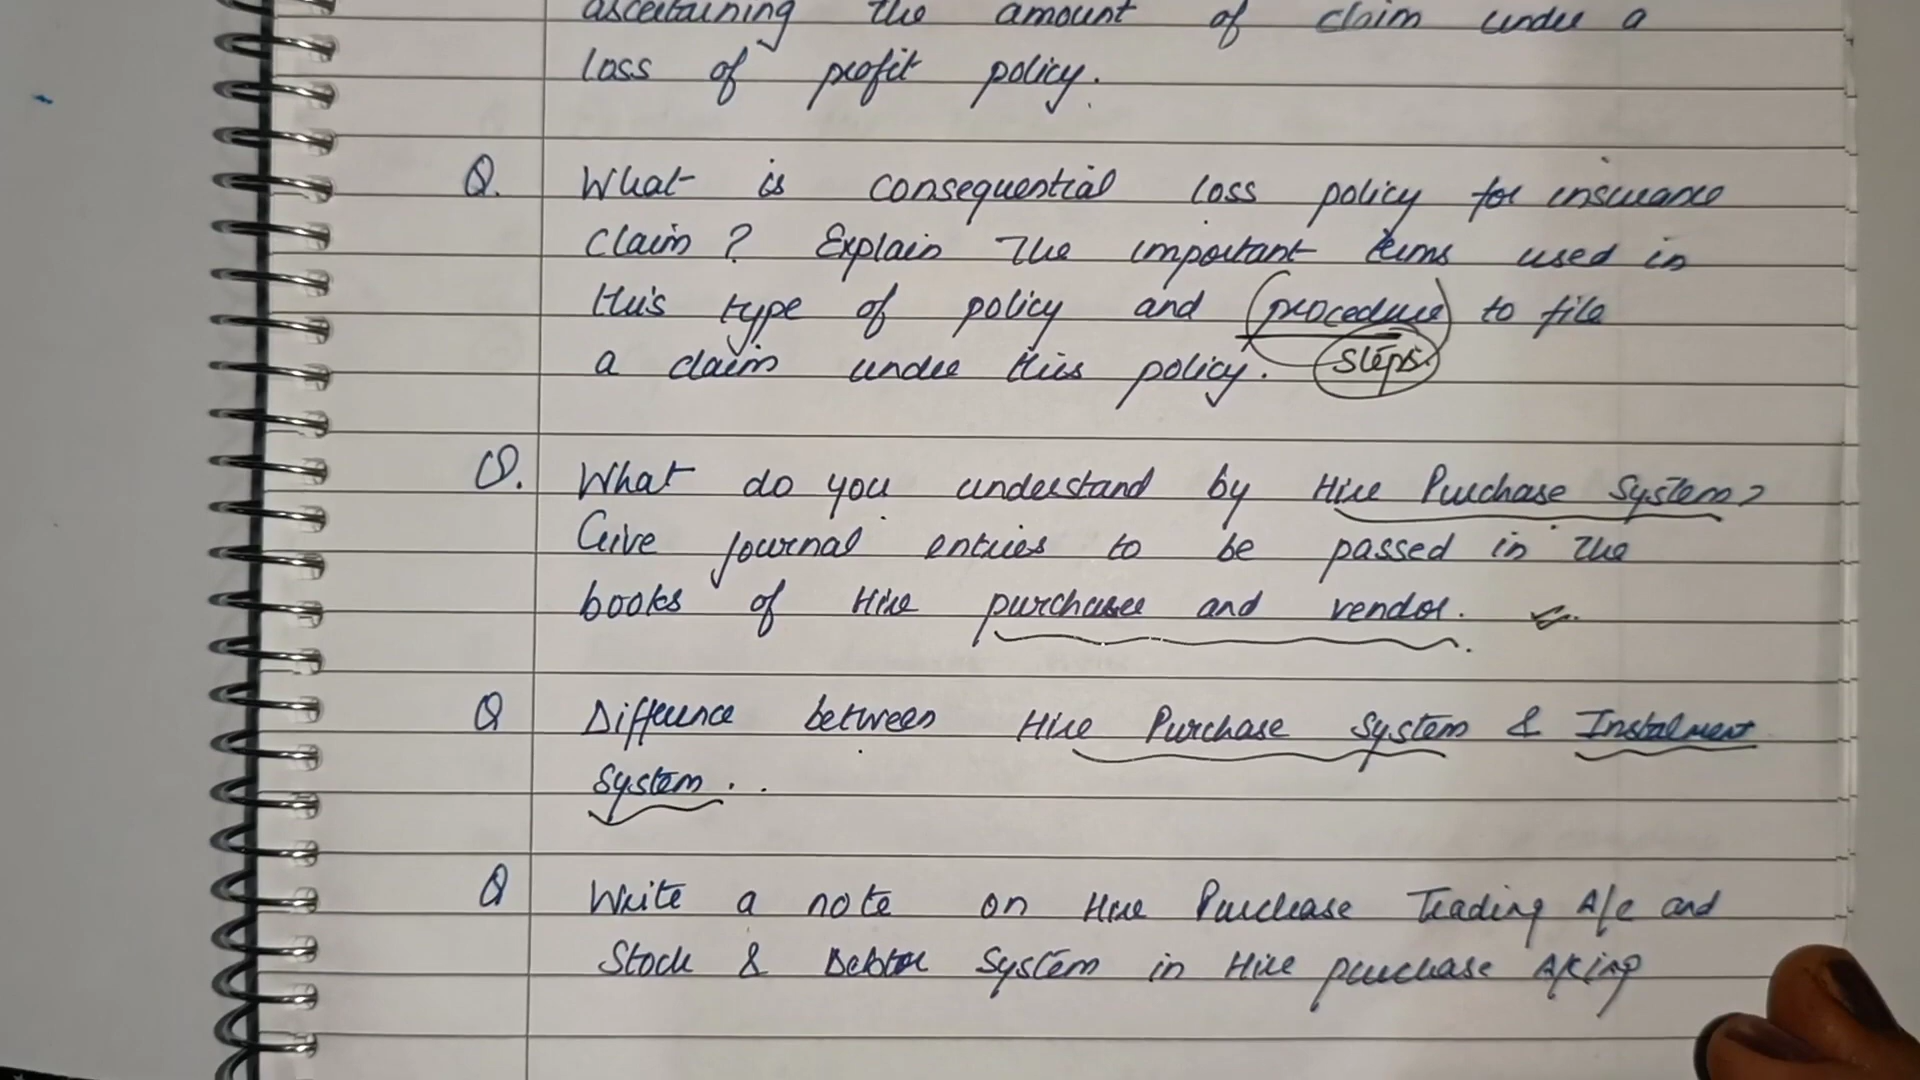 ascertaining the amount of claim under a
loss of profit policy.
Q. What is consequential loss policy for insurance
claim? Explain the important terms used in
this type of policy and (procedure) to file
a claim under this policy. steps.
Q. What do you understand by Hire Purchase System?
Give journal entries to be passed in the
books of Hire purchaser and vendor.
Q Difference between Hire Purchase System & Instalment
System..
Q Write a note on Hire Purchase Trading A/c and
Stock & Debtor System in Hire purchase A/cing